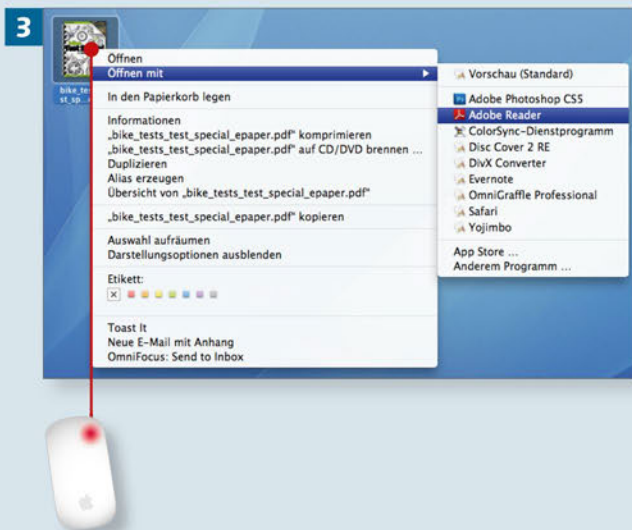 3
bike_te
st_sp...
Öffnen
Öffnen mit
In den Papierkorb legen
Informationen
„bike_tests_test_special_epaper.pdf" komprimieren
„bike_tests_test_special_epaper.pdf" auf CD/DVD brennen ...
Duplizieren
Alias erzeugen
Übersicht von „bike_tests_test_special_epaper.pdf"
„bike_tests_test_special_epaper.pdf" kopieren
Auswahl aufräumen
Darstellungsoptionen ausblenden
Etikett:
Toast It
Neue E-Mail mit Anhang
OmniFocus: Send to Inbox
Vorschau (Standard)
Adobe Photoshop CS5
Adobe Reader
ColorSync-Dienstprogramm
Disc Cover 2 RE
DivX Converter
Evernote
OmniGraffle Professional
Safari
Yojimbo
App Store ...
Anderem Programm ...